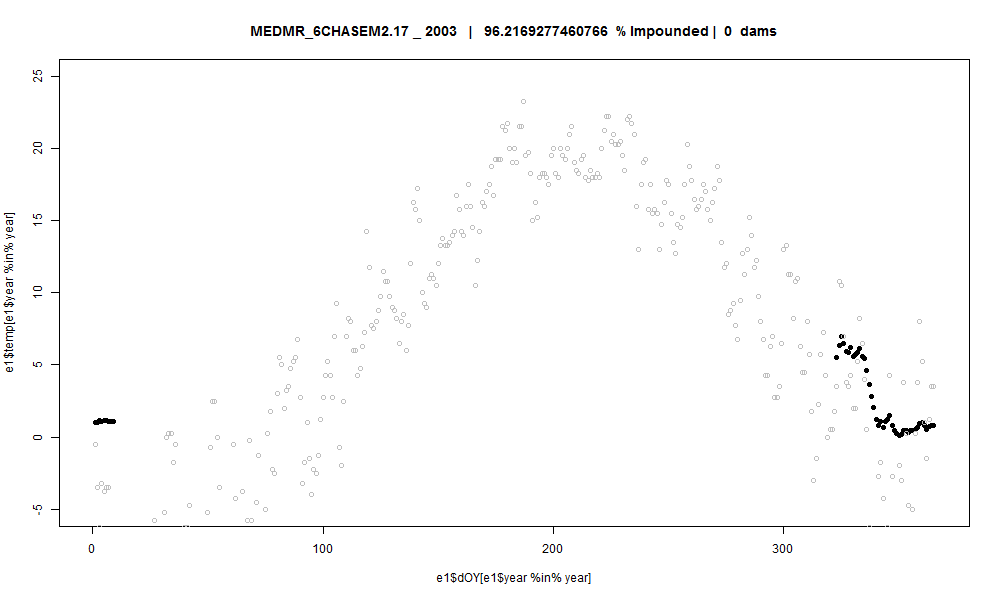 MEDMR_6CHASEM2.17 _ 2003 | 96.2169277460766 % Impounded | 0 dams
e1$temp[e1$year %in% year]
25
20
15
10
5
0
-5
0 100 200 300
e1$dOY[e1$year %in% year]